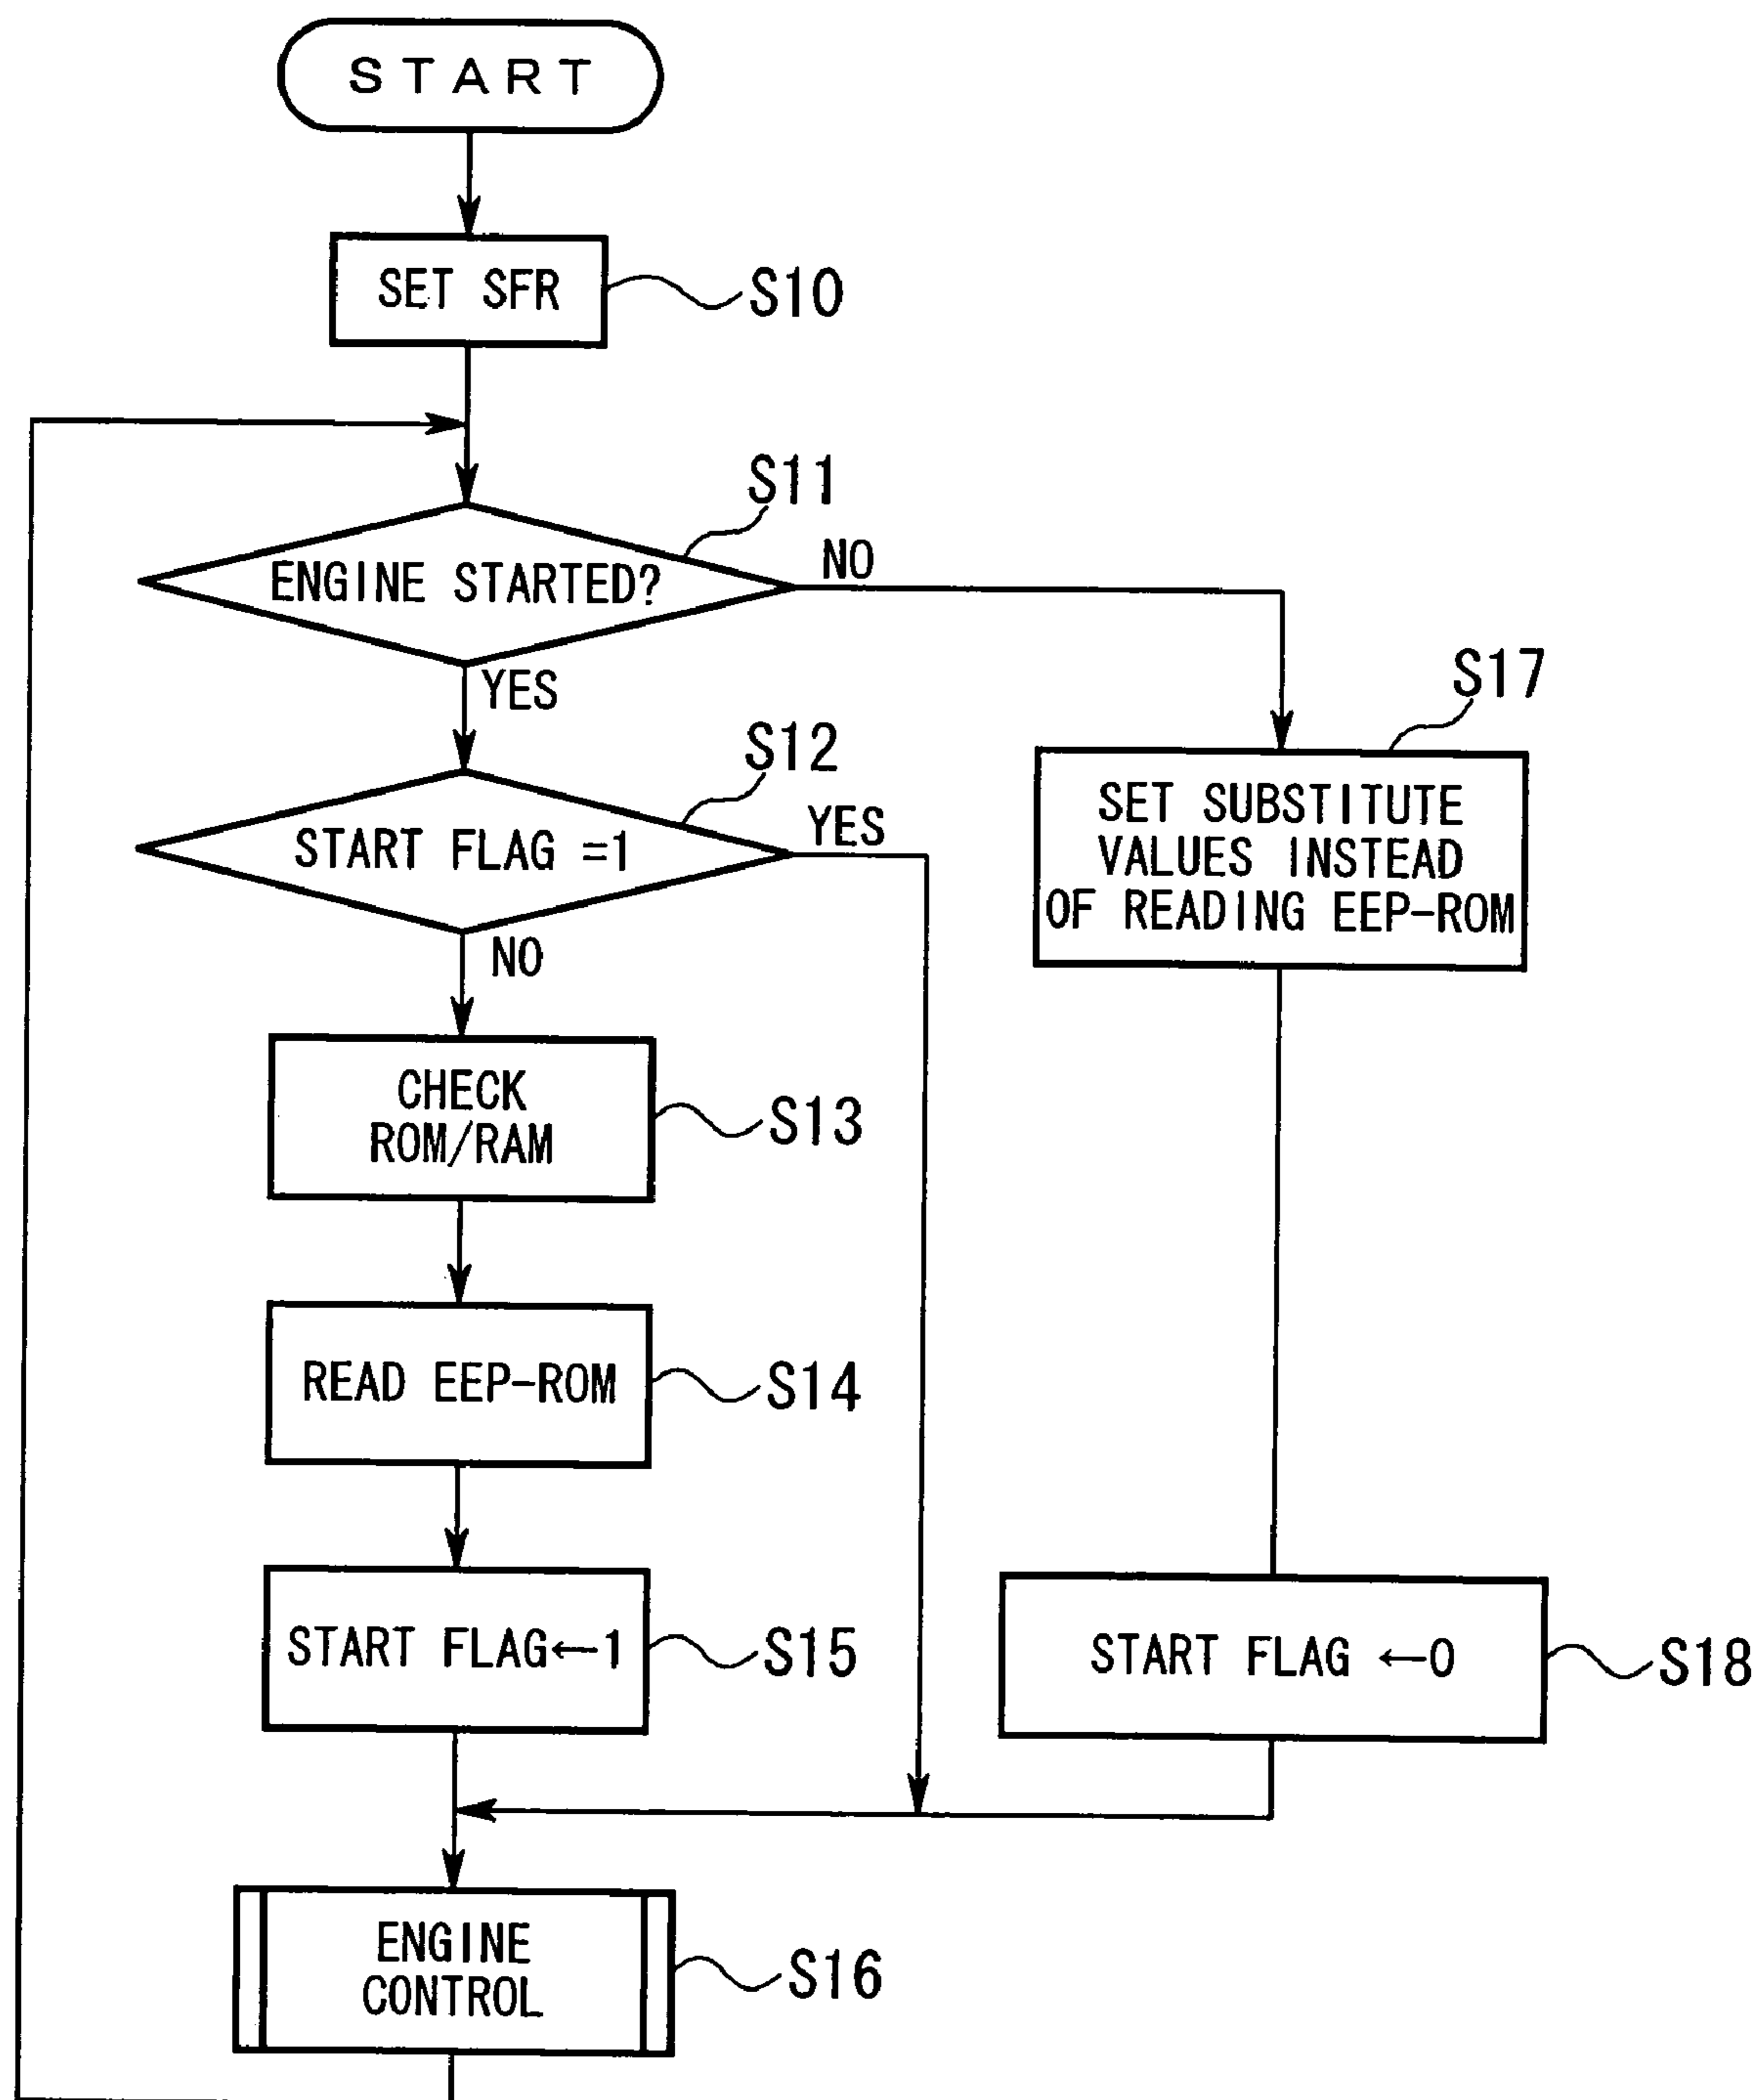 START
SET SFR
S10
S11
ENGINE STARTED?
NO
YES
S17
S12
SET SUBSTITUTE
VALUES INSTEAD
OF READING EEP-ROM
START FLAG =1
YES
NO
CHECK
ROM/RAM
S13
READ EEP-ROM
S14
START FLAG←1
S15
START FLAG ←0
S18
ENGINE
CONTROL
S16